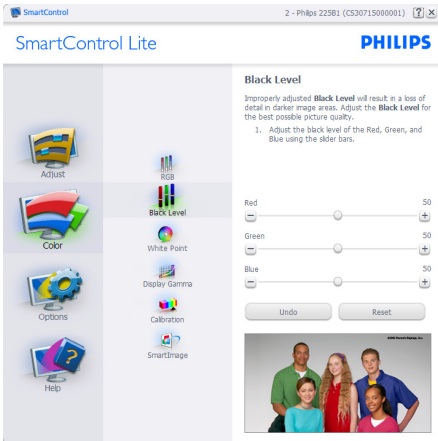 SmartControl
2 - Philips 225B1 (CS30715000001)
SmartControl Lite
PHILIPS
Adjust
Color
Options
Help
RGB
Black Level
White Point
Display Gamma
Calibration
SmartImage
Black Level
Improperly adjusted Black Level will result in a loss of
detail in darker image areas. Adjust the Black Level for
the best possible picture quality.
1. Adjust the black level of the Red, Green, and
Blue using the slider bars.
Red 50
Green 50
Blue 50
Undo Reset